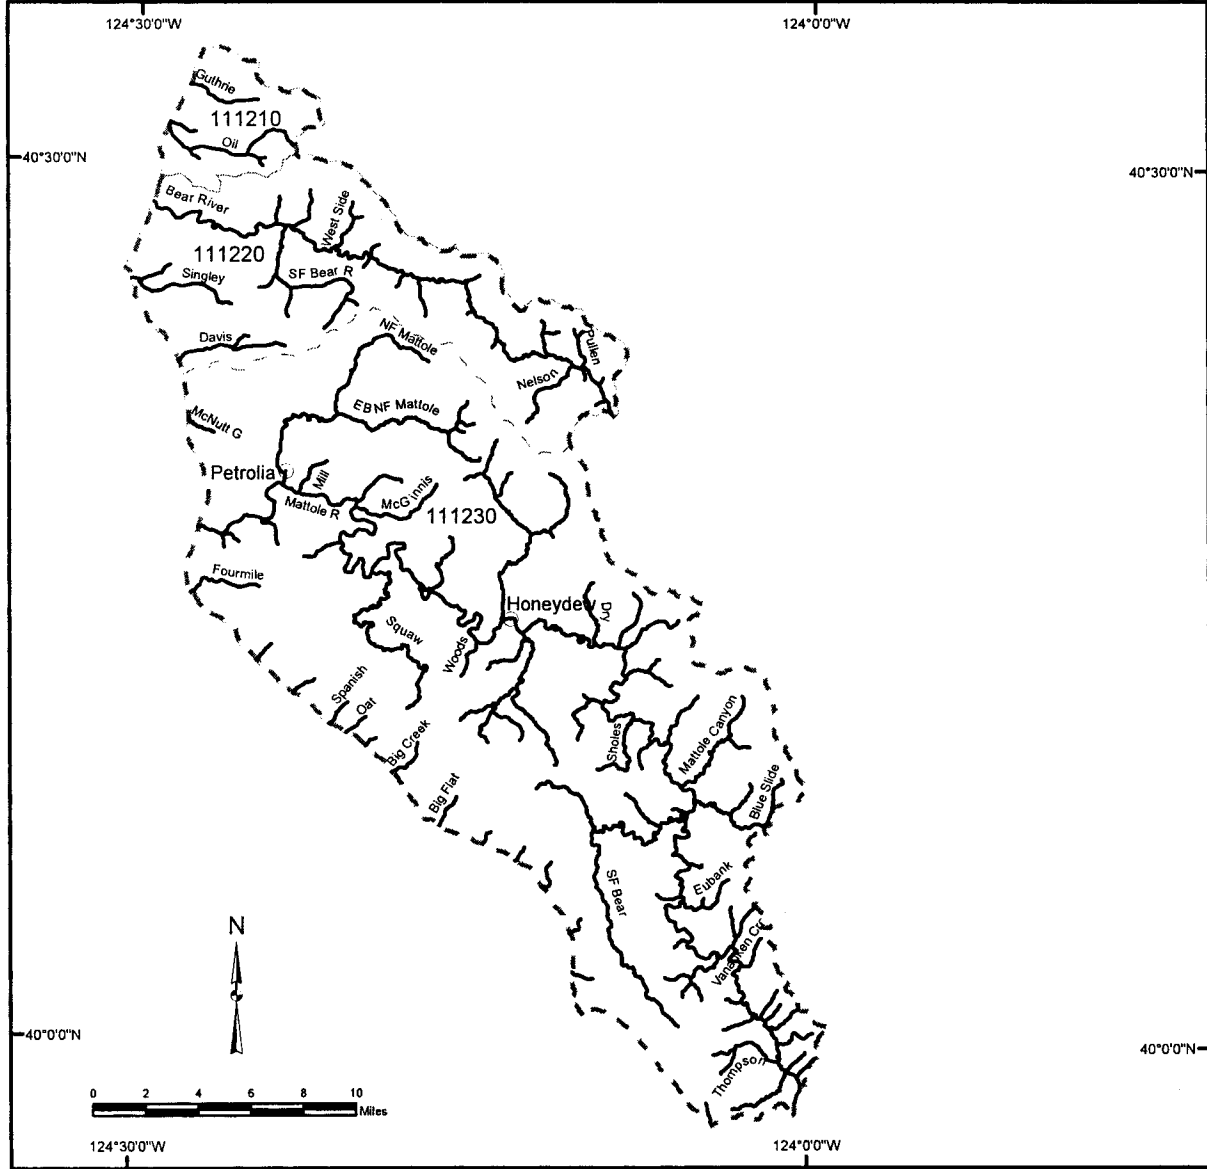 124°30'0"W
124°0'0"W
Guthrie
111210
Oil
40°30'0"N
40°30'0"N
Bear River
West Side
111220
Singley
SF Bear R
Davis
NF Mattole
Pullen
Nelson
EBNF Mattole
McNutt G
Petrolia
Mill
McGinnis
Mattole R
111230
Fourmile
Honeydew
Dry
Squaw
Woods
Spanish
Oat
Sholes
Mattole Canyon
Big Creek
Big Flat
Blue Slide
SF Bear
Eubank
N
40°0'0"N
40°0'0"N
Thompson
0 2 4 6 8 10
Miles
124°30'0"W
124°0'0"W